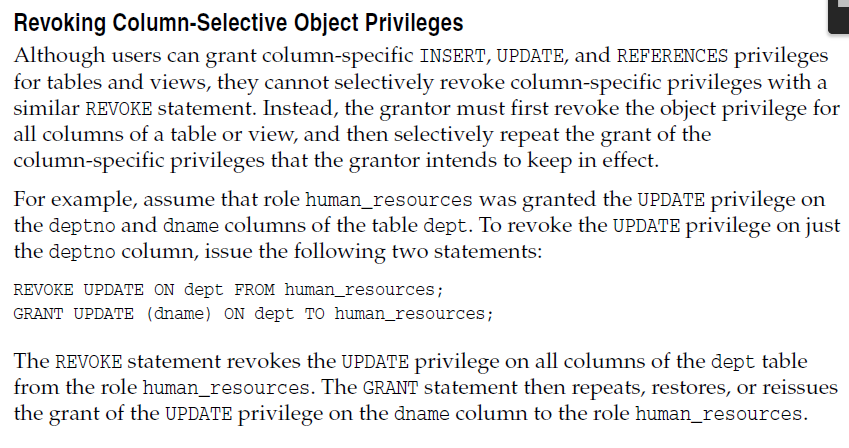 Revoking Column-Selective Object Privileges
Although users can grant column-specific INSERT, UPDATE, and REFERENCES privileges
for tables and views, they cannot selectively revoke column-specific privileges with a
similar REVOKE statement. Instead, the grantor must first revoke the object privilege for
all columns of a table or view, and then selectively repeat the grant of the
column-specific privileges that the grantor intends to keep in effect.
For example, assume that role human_resources was granted the UPDATE privilege on
the deptno and dname columns of the table dept. To revoke the UPDATE privilege on just
the deptno column, issue the following two statements:
REVOKE UPDATE ON dept FROM human_resources;
GRANT UPDATE (dname) ON dept TO human_resources;
The REVOKE statement revokes the UPDATE privilege on all columns of the dept table
from the role human_resources. The GRANT statement then repeats, restores, or reissues
the grant of the UPDATE privilege on the dname column to the role human_resources.